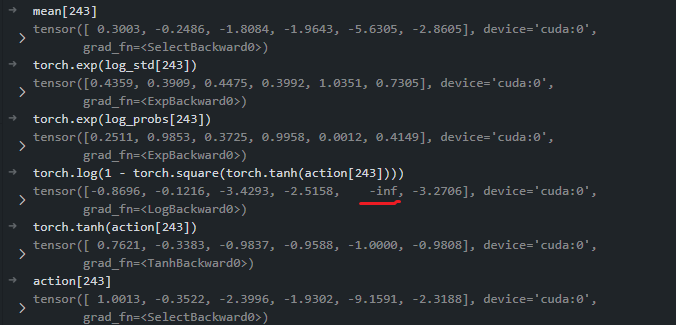 → mean[243]
> tensor([ 0.3003, -0.2486, -1.8084, -1.9643, -5.6305, -2.8605], device='cuda:0',
grad_fn=<SelectBackward0>)
→ torch.exp(log_std[243])
> tensor([0.4359, 0.3909, 0.4475, 0.3992, 1.0351, 0.7305], device='cuda:0',
grad_fn=<ExpBackward0>)
→ torch.exp(log_probs[243])
> tensor([0.2511, 0.9853, 0.3725, 0.9958, 0.0012, 0.4149], device='cuda:0',
grad_fn=<ExpBackward0>)
→ torch.log(1 - torch.square(torch.tanh(action[243])))
> tensor([-0.8696, -0.1216, -3.4293, -2.5158, -inf, -3.2706], device='cuda:0',
grad_fn=<LogBackward0>)
→ torch.tanh(action[243])
> tensor([ 0.7621, -0.3383, -0.9837, -0.9588, -1.0000, -0.9808], device='cuda:0',
grad_fn=<TanhBackward0>)
→ action[243]
> tensor([ 1.0013, -0.3522, -2.3996, -1.9302, -9.1591, -2.3188], device='cuda:0',
grad_fn=<SelectBackward0>)